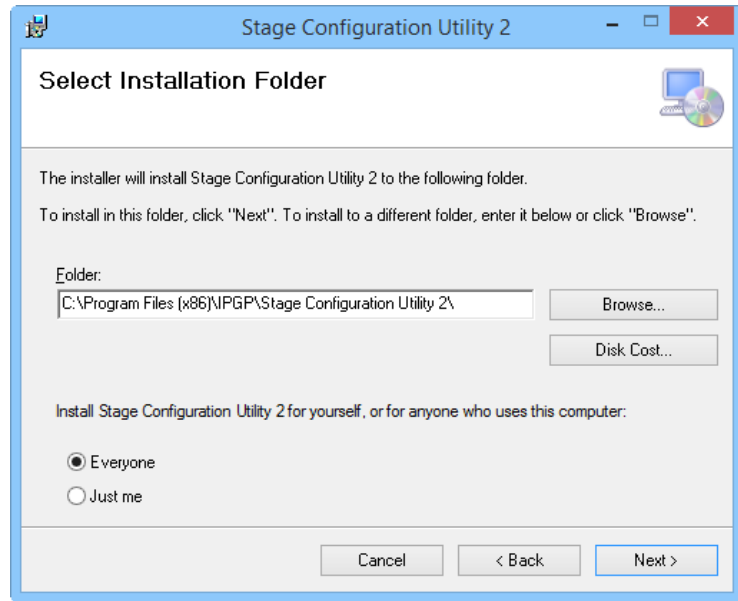 Stage Configuration Utility 2
Select Installation Folder
The installer will install Stage Configuration Utility 2 to the following folder.
To install in this folder, click "Next". To install to a different folder, enter it below or click "Browse".
Folder:
C:\Program Files (x86)\IPGP\Stage Configuration Utility 2\
Browse...
Disk Cost...
Install Stage Configuration Utility 2 for yourself, or for anyone who uses this computer:
Everyone
Just me
Cancel
< Back
Next >